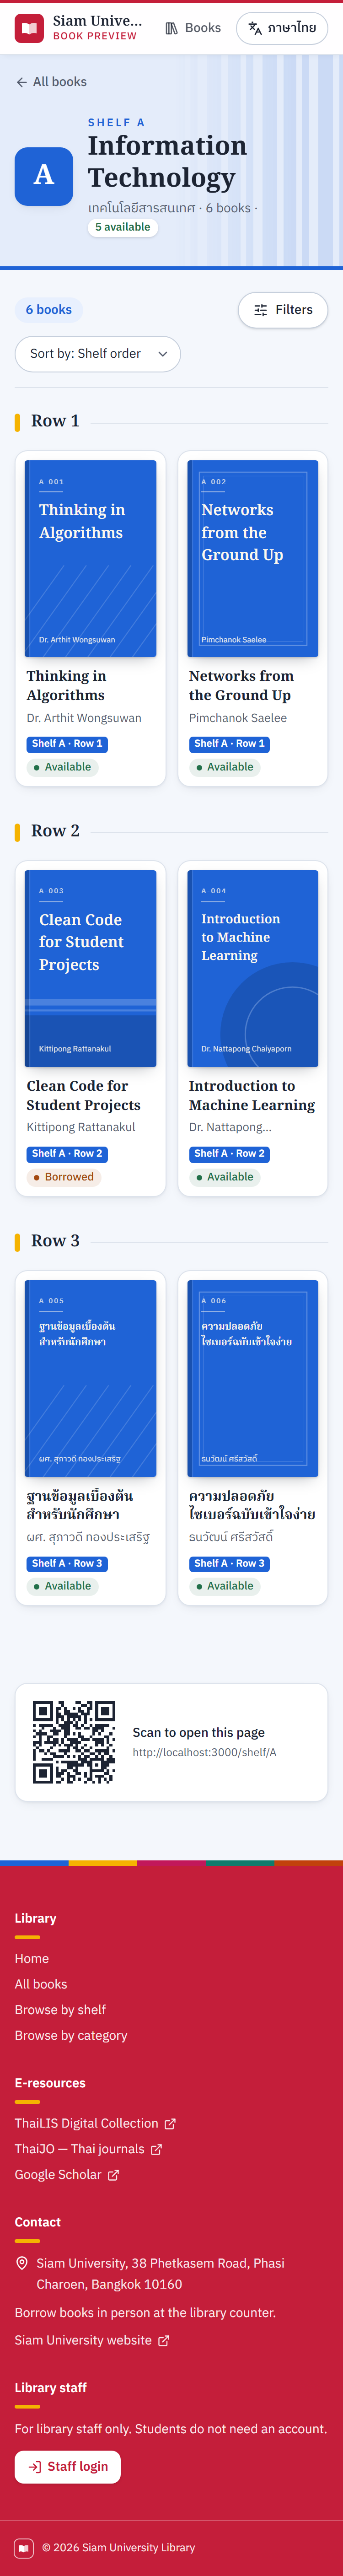 Siam Unive...
BOOK PREVIEW
Books
ภาษาไทย
All books
SHELF A
A
Information
Technology
เทคโนโลยีสารสนเทศ · 6 books ·
5 available
6 books
Filters
Sort by: Shelf order
Row 1
A-001
Thinking in
Algorithms
Dr. Arthit Wongsuwan
Thinking in
Algorithms
Dr. Arthit Wongsuwan
Shelf A · Row 1
Available
A-002
Networks
from the
Ground Up
Pimchanok Saelee
Networks from
the Ground Up
Pimchanok Saelee
Shelf A · Row 1
Available
Row 2
A-003
Clean Code
for Student
Projects
Kittipong Rattanakul
Clean Code for
Student Projects
Kittipong Rattanakul
Shelf A · Row 2
Borrowed
A-004
Introduction
to Machine
Learning
Dr. Nattapong Chaiyaporn
Introduction to
Machine Learning
Dr. Nattapong...
Shelf A · Row 2
Available
Row 3
A-005
ฐานข้อมูลเบื้องต้น
สำหรับนักศึกษา
ผศ. สุภาวดี ทองประเสริฐ
ฐานข้อมูลเบื้องต้น
สำหรับนักศึกษา
ผศ. สุภาวดี ทองประเสริฐ
Shelf A · Row 3
Available
A-006
ความปลอดภัย
ไซเบอร์ฉบับเข้าใจง่าย
ธนวัฒน์ ศรีสวัสดิ์
ความปลอดภัย
ไซเบอร์ฉบับเข้าใจง่าย
ธนวัฒน์ ศรีสวัสดิ์
Shelf A · Row 3
Available
Scan to open this page
http://localhost:3000/shelf/A
Library
Home
All books
Browse by shelf
Browse by category
E-resources
ThaiLIS Digital Collection
ThaiJO — Thai journals
Google Scholar
Contact
Siam University, 38 Phetkasem Road, Phasi
Charoen, Bangkok 10160
Borrow books in person at the library counter.
Siam University website
Library staff
For library staff only. Students do not need an account.
Staff login
© 2026 Siam University Library